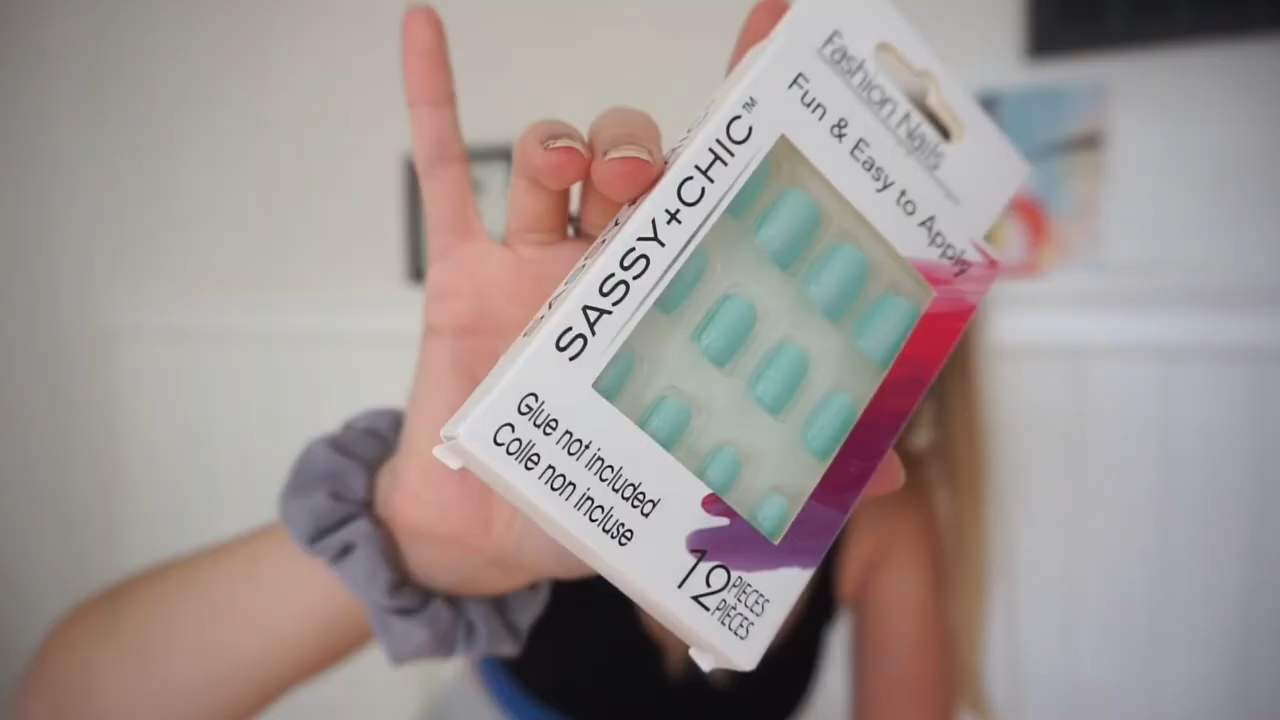 Fashion Nails
Fun & Easy to Apply
SASSY+CHIC™
Glue not included
Colle non incluse
12 PIECES
PIÈCES